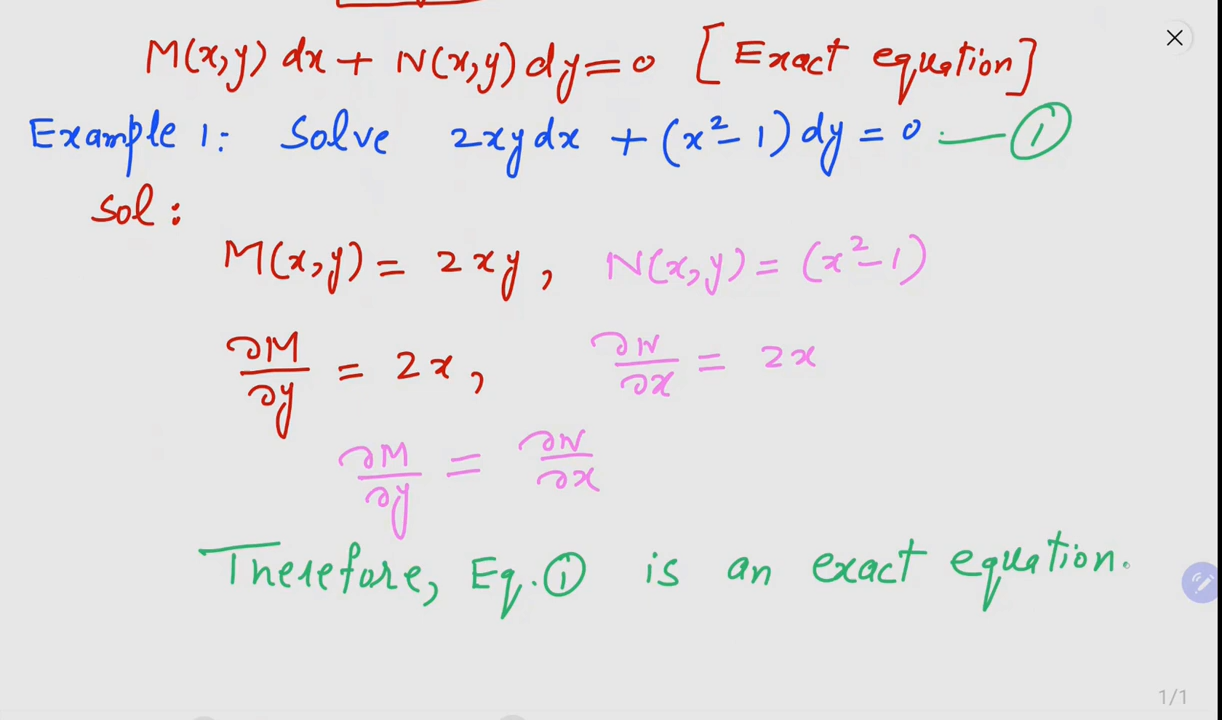 M(x,y) dx + N(x,y) dy = 0 [Exact equation]
Example 1: Solve 2xy dx + (x² - 1) dy = 0 — ①
Sol :
M(x,y) = 2xy, N(x,y) = (x² - 1)
∂M/∂y = 2x, ∂N/∂x = 2x
∂M/∂y = ∂N/∂x
Therefore, Eq. ① is an exact equation.
1/1